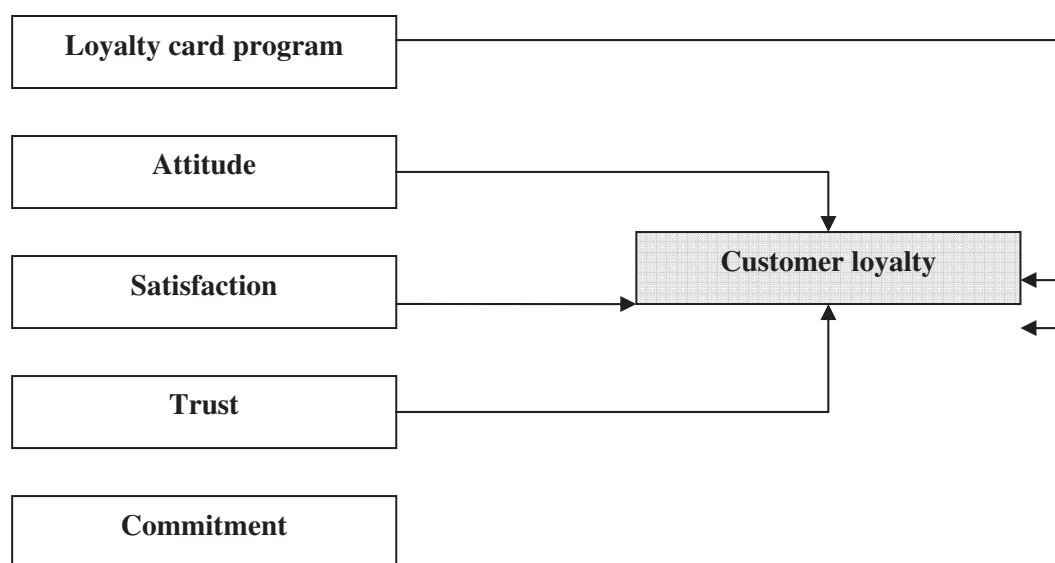 Loyalty card program
Attitude
Customer loyalty
Satisfaction
Trust
Commitment